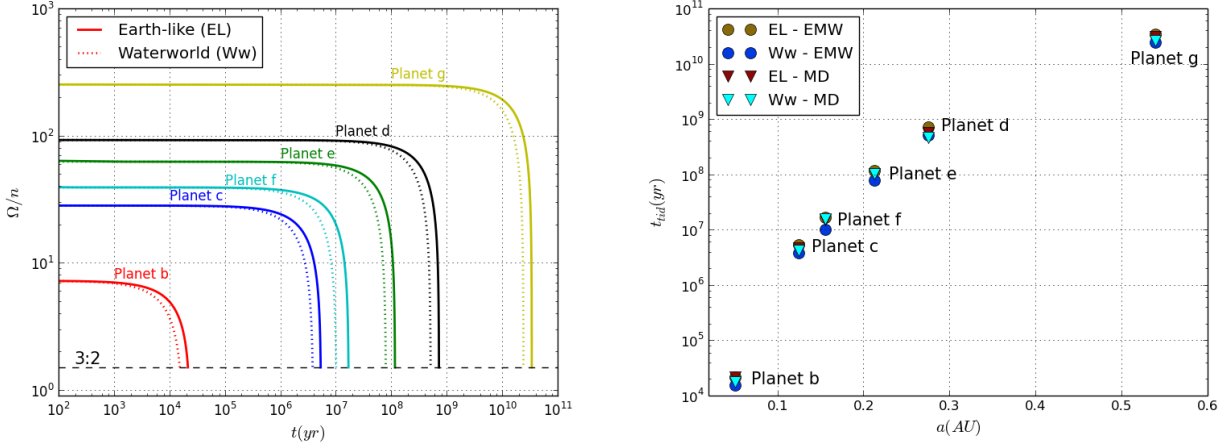 Earth-like (EL)
Waterworld (Ww)
Planet g
Planet d
Planet e
Planet f
Planet c
Planet b
3:2
10³
10²
10¹
10⁰
Ω/n
10² 10³ 10⁴ 10⁵ 10⁶ 10⁷ 10⁸ 10⁹ 10¹⁰ 10¹¹
t(yr)
EL - EMW
Ww - EMW
EL - MD
Ww - MD
Planet g
Planet d
Planet e
Planet f
Planet c
Planet b
10¹¹
10¹⁰
10⁹
10⁸
10⁷
10⁶
10⁵
10⁴
t_tid(yr)
0.1 0.2 0.3 0.4 0.5 0.6
a(AU)